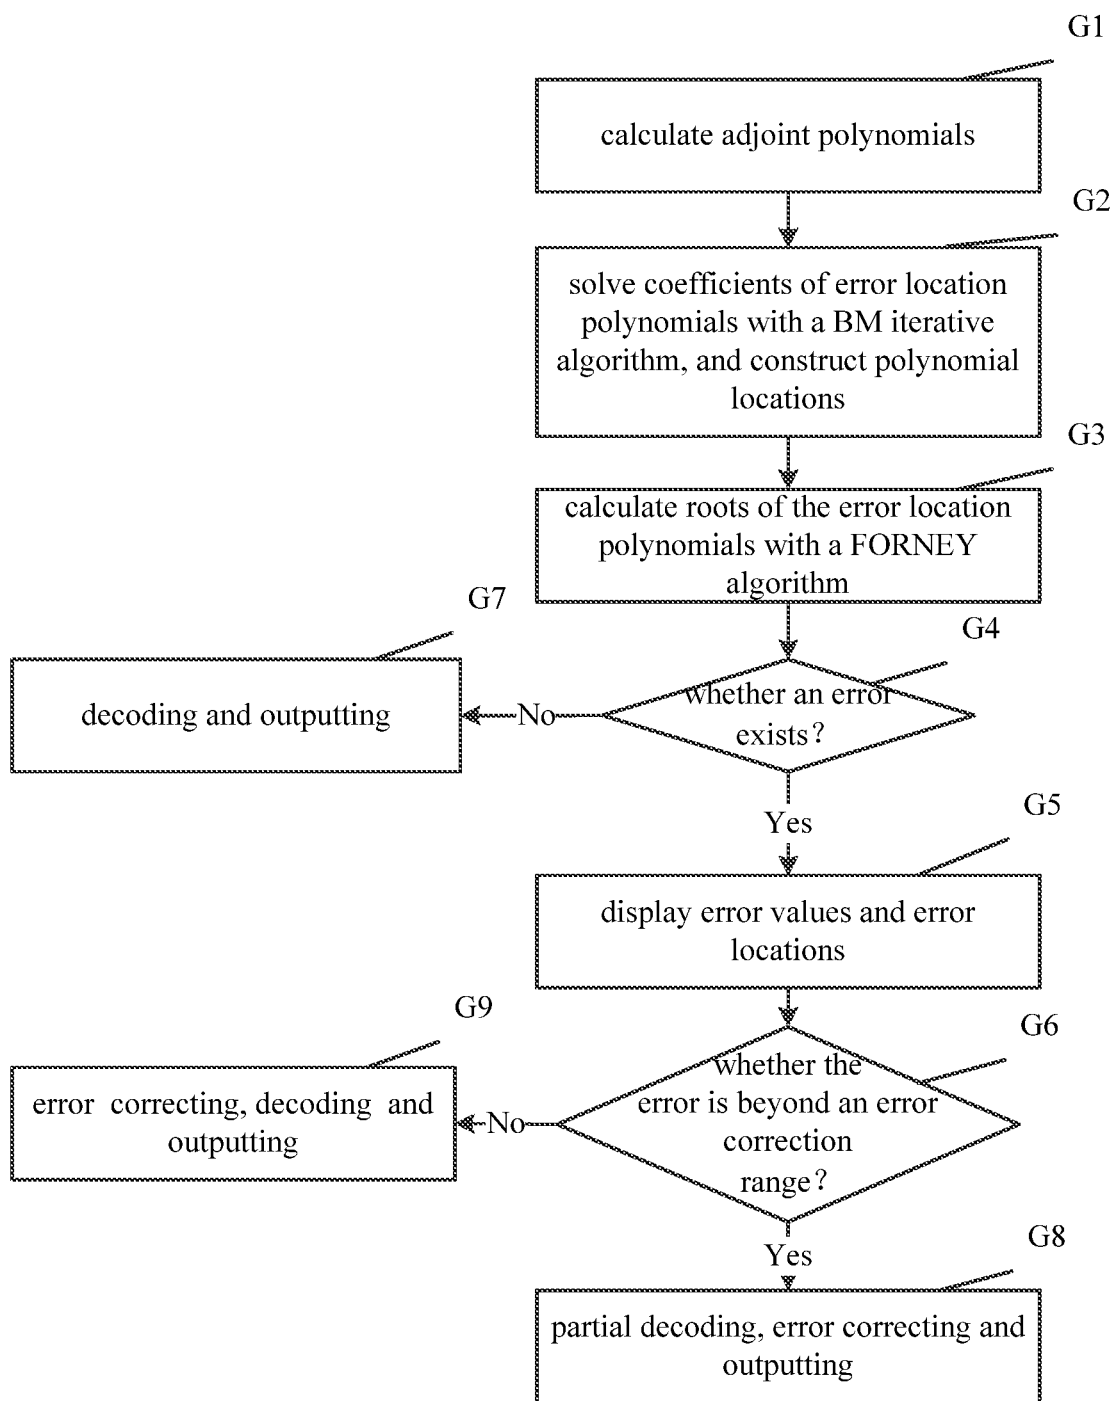 G1
calculate adjoint polynomials
G2
solve coefficients of error location
polynomials with a BM iterative
algorithm, and construct polynomial
locations
G3
calculate roots of the error location
polynomials with a FORNEY
algorithm
G7
G4
decoding and outputting
No
whether an error
exists?
Yes
G5
display error values and error
locations
G9
G6
error correcting, decoding and
outputting
No
whether the
error is beyond an error
correction
range?
Yes
G8
partial decoding, error correcting and
outputting